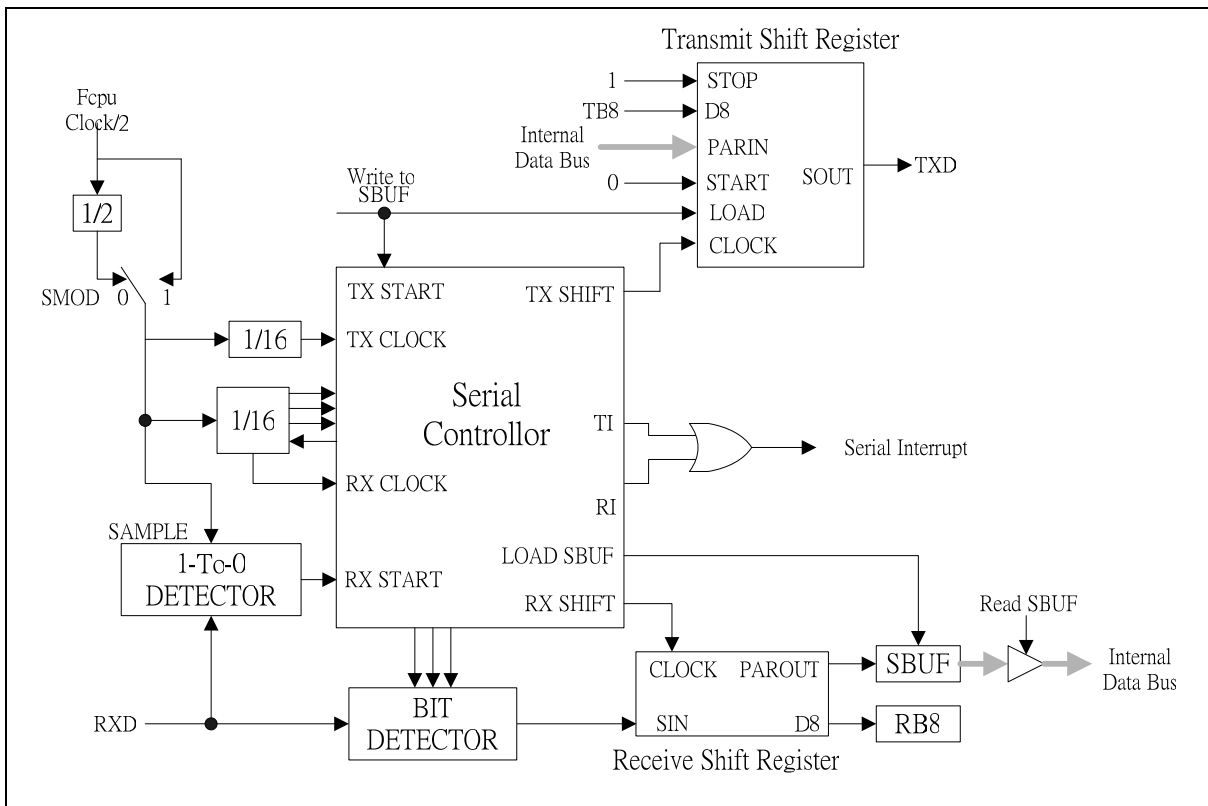 Transmit Shift Register
1
STOP
TB8
D8
Internal
Data Bus
PARIN
0
START
LOAD
CLOCK
SOUT
TXD
Fcpu
Clock/2
1/2
SMOD 0 1
Write to
SBUF
TX START
TX SHIFT
1/16
TX CLOCK
1/16
Serial
Controllor
TI
Serial Interrupt
RX CLOCK
RI
SAMPLE
1-To-0
DETECTOR
RX START
LOAD SBUF
RX SHIFT
Read SBUF
CLOCK
PAROUT
SBUF
Internal
Data Bus
RXD
BIT
DETECTOR
SIN
D8
RB8
Receive Shift Register